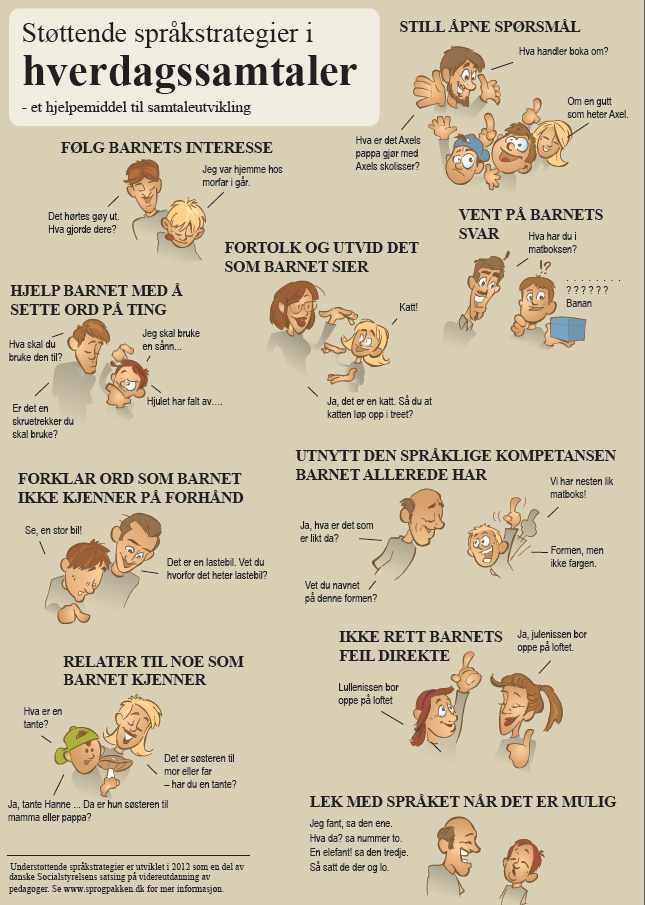 Støttende språkstrategier i
hverdagssamtaler
- et hjelpemiddel til samtaleutvikling
STILL ÅPNE SPØRSMÅL
Hva handler boka om?
Om en gutt
som heter Axel.
Hva er det Axels
pappa gjør med
Axels skolisser?
FØLG BARNETS INTERESSE
Jeg var hjemme hos
morfar i går.
Det hørtes gøy ut.
Hva gjorde dere?
VENT PÅ BARNETS
SVAR
Hva har du i
matboksen?
!?
. . . . . . . .
? ? ? ? ? ?
Banan
FORTOLK OG UTVID DET
SOM BARNET SIER
Katt!
Ja, det er en katt. Så du at
katten løp opp i treet?
HJELP BARNET MED Å
SETTE ORD PÅ TING
Hva skal du
bruke den til?
Jeg skal bruke
en sånn...
Hjulet har falt av....
Er det en
skruetrekker du
skal bruke?
UTNYTT DEN SPRÅKLIGE KOMPETANSEN
BARNET ALLEREDE HAR
Vi har nesten lik
matboks!
Ja, hva er det som
er likt da?
Formen, men
ikke fargen.
Vet du navnet
på denne formen?
FORKLAR ORD SOM BARNET
IKKE KJENNER PÅ FORHÅND
Se, en stor bil!
Det er en lastebil. Vet du
hvorfor det heter lastebil?
IKKE RETT BARNETS
FEIL DIREKTE
Ja, julenissen bor
oppe på loftet.
Lullenissen bor
oppe på loftet
RELATER TIL NOE SOM
BARNET KJENNER
Hva er en
tante?
Det er søsteren til
mor eller far
– har du en tante?
Ja, tante Hanne ... Da er hun søsteren til
mamma eller pappa?
LEK MED SPRÅKET NÅR DET ER MULIG
Jeg fant, sa den ene.
Hva da? sa nummer to.
En elefant! sa den tredje.
Så satt de der og lo.
Understøttende språkstrategier er utviklet i 2012 som en del av
danske Socialstyrelsens satsing på videreutdanning av
pedagoger. Se www.sprogpakken.dk for mer informasjon.